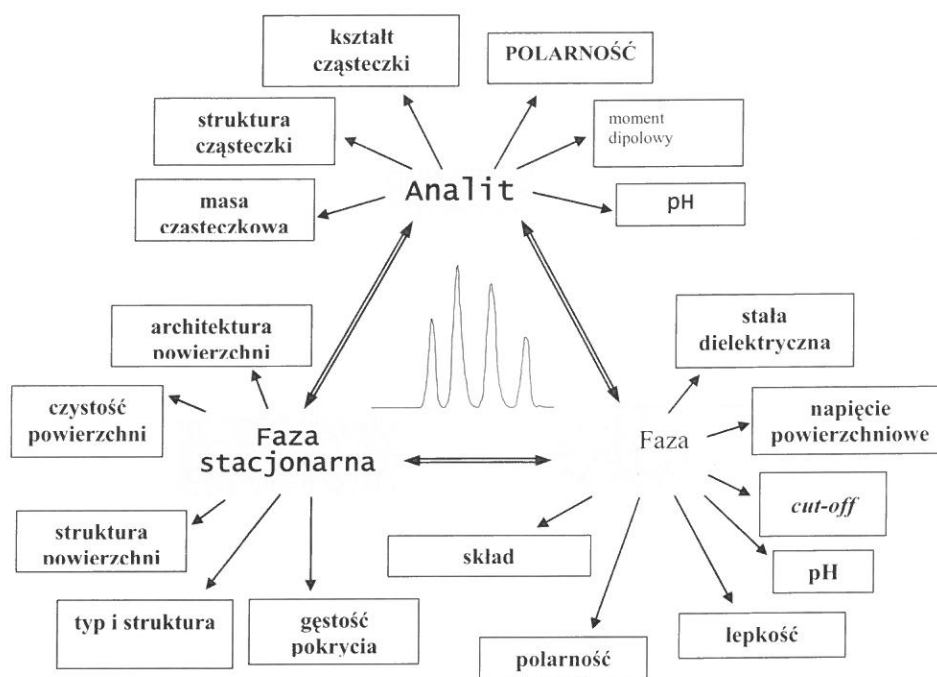 kształt
cząsteczki
POLARNOŚĆ
struktura
cząsteczki
moment
dipolowy
masa
czasteczkowa
Analit
pH
architektura
powierzchni
stała
dielektryczna
czystość
powierzchni
napięcie
powierzchniowe
Faza
stacjonarna
Faza
cut-off
struktura
powierzchni
skład
pH
typ i struktura
gęstość
pokrycia
lepkość
polarność